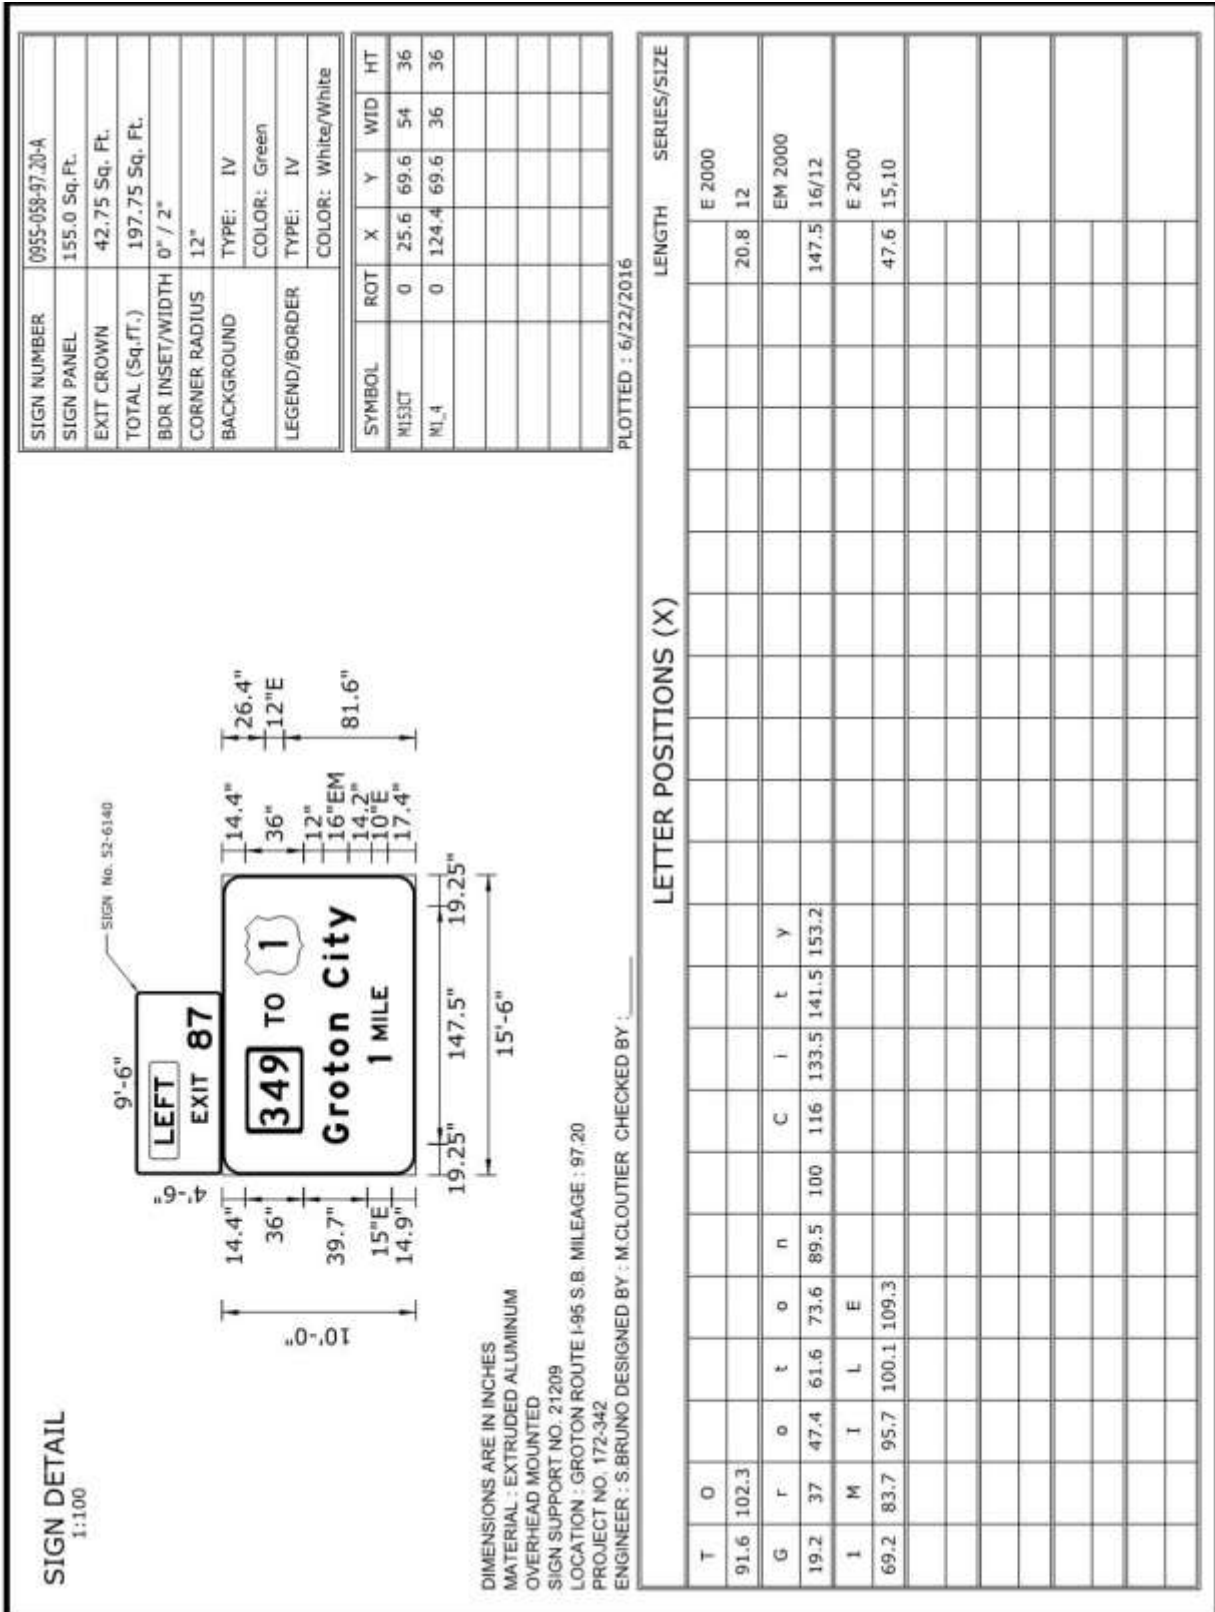 SIGN DETAIL
1:100
SIGN No. S2-6140
9'-6"
4'-6"
LEFT
EXIT 87
349 TO 1
Groton City
1 MILE
14.4"
36"
39.7"
15"E
14.9"
10'-0"
14.4"
36"
12"
16"EM
14.2"
10"E
17.4"
26.4"
12"E
81.6"
19.25" 147.5" 19.25"
15'-6"
DIMENSIONS ARE IN INCHES
MATERIAL : EXTRUDED ALUMINUM
OVERHEAD MOUNTED
SIGN SUPPORT NO. 21209
LOCATION : GROTON ROUTE I-95 S.B. MILEAGE : 97.20
PROJECT NO. 172-342
ENGINEER : S.BRUNO DESIGNED BY : M.CLOUTIER CHECKED BY :
SIGN NUMBER 0955-058-97.20-A
SIGN PANEL 155.0 Sq.Ft.
EXIT CROWN 42.75 Sq. Ft.
TOTAL (Sq.fT.) 197.75 Sq. Ft.
BDR INSET/WIDTH 0" / 2"
CORNER RADIUS 12"
BACKGROUND TYPE: IV
COLOR: Green
LEGEND/BORDER TYPE: IV
COLOR: White/White
SYMBOL ROT X Y WID HT
M153CT 0 25.6 69.6 54 36
M1_4 0 124.4 69.6 36 36
PLOTTED : 6/22/2016
LETTER POSITIONS (X) LENGTH SERIES/SIZE
T O E 2000
91.6 102.3 20.8 12
G r o t o n C i t y EM 2000
19.2 37 47.4 61.6 73.6 89.5 100 116 133.5 141.5 153.2 147.5 16/12
1 M I L E E 2000
69.2 83.7 95.7 100.1 109.3 47.6 15,10